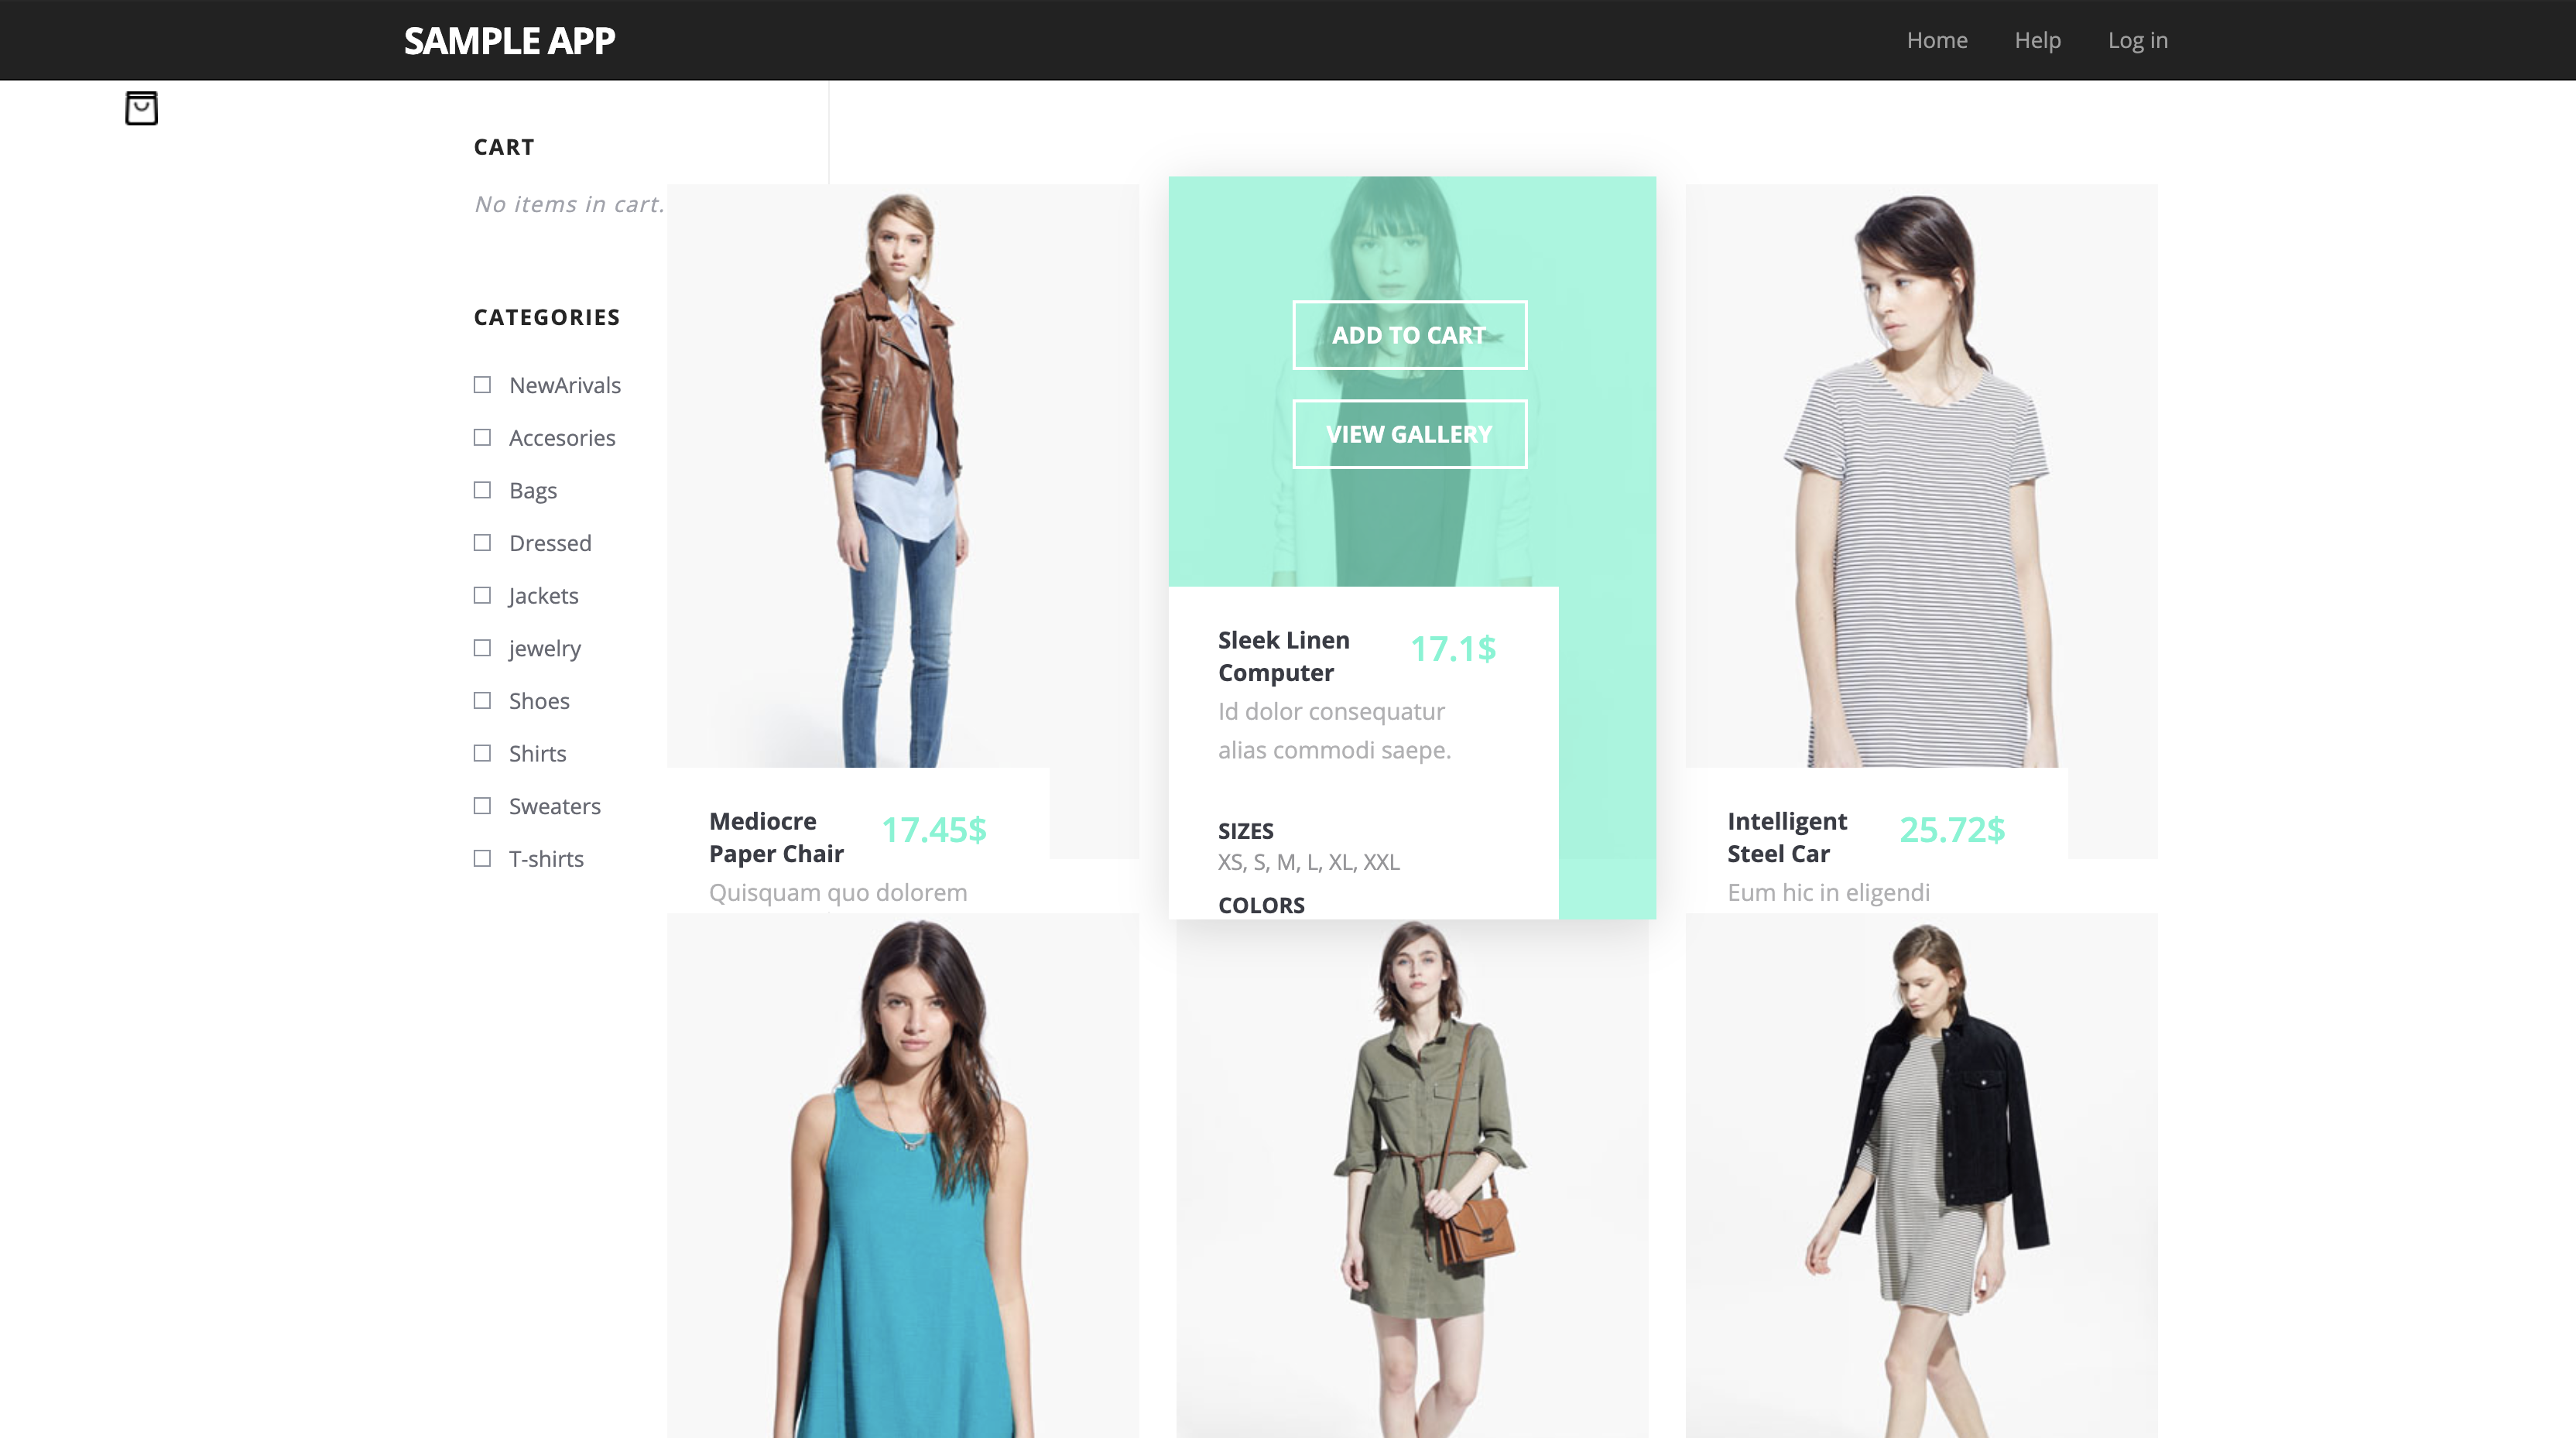 SAMPLE APP
Home
Help
Log in
CART
No items in cart.
CATEGORIES
NewArivals
Accesories
Bags
Dressed
Jackets
jewelry
Shoes
Shirts
Sweaters
T-shirts
Mediocre
Paper Chair
17.45$
Quisquam quo dolorem
ADD TO CART
VIEW GALLERY
Sleek Linen
Computer
17.1$
Id dolor consequatur
alias commodi saepe.
SIZES
XS, S, M, L, XL, XXL
COLORS
Intelligent
Steel Car
25.72$
Eum hic in eligendi